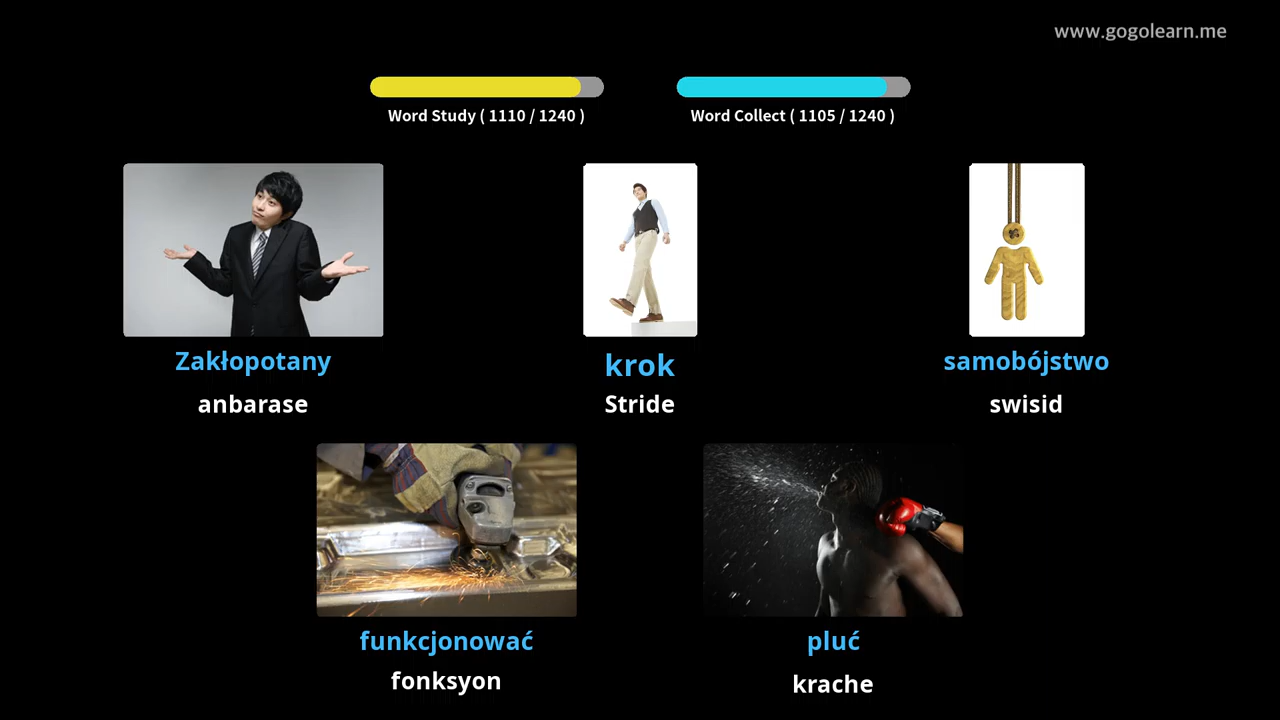 www.gogolearn.me
Word Study ( 1110 / 1240 )
Word Collect ( 1105 / 1240 )
Zakłopotany
krok
samobójstwo
anbarase
Stride
swisid
funkcjonować
pluć
fonksyon
krache